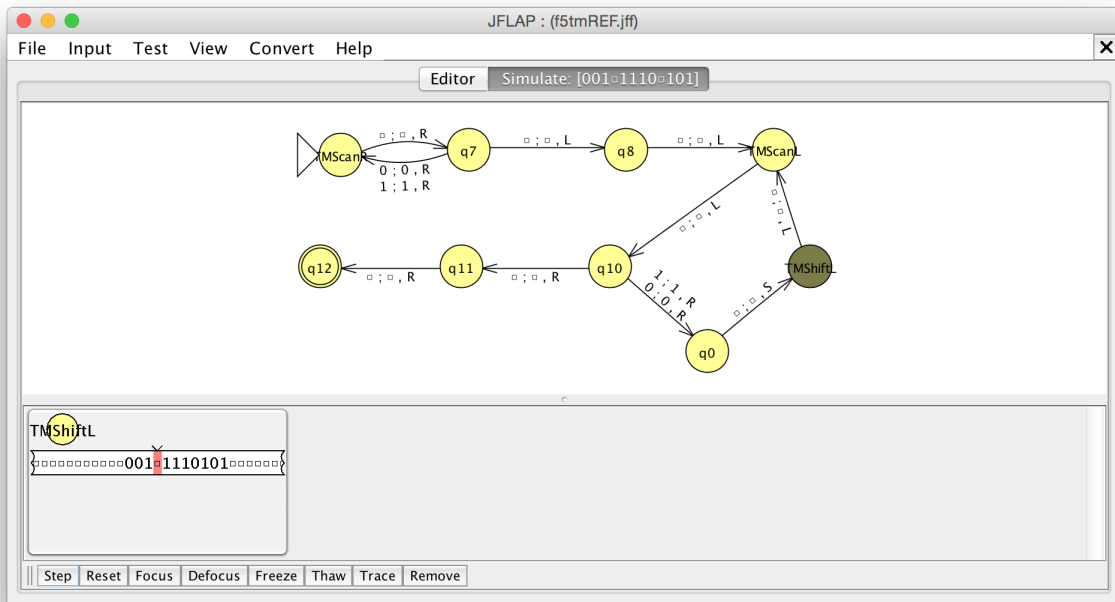 JFLAP : (f5tmREF.jff)
File Input Test View Convert Help
Editor Simulate: [001□1110□101]
□ ; □ , R
TMScanR
q7
□ ; □ , L
q8
□ ; □ , L
TMScanL
0 ; 0 , R
1 ; 1 , R
□ ; □ , L
□ ; □ , L
q12
□ ; □ , R
q11
□ ; □ , R
q10
TMShiftL
1 ; 1 , R
0 ; 0 , R
□ ; □ , S
q0
TMShiftL
□□□□□□□□□□□001□1110101□□□□□□
Step Reset Focus Defocus Freeze Thaw Trace Remove